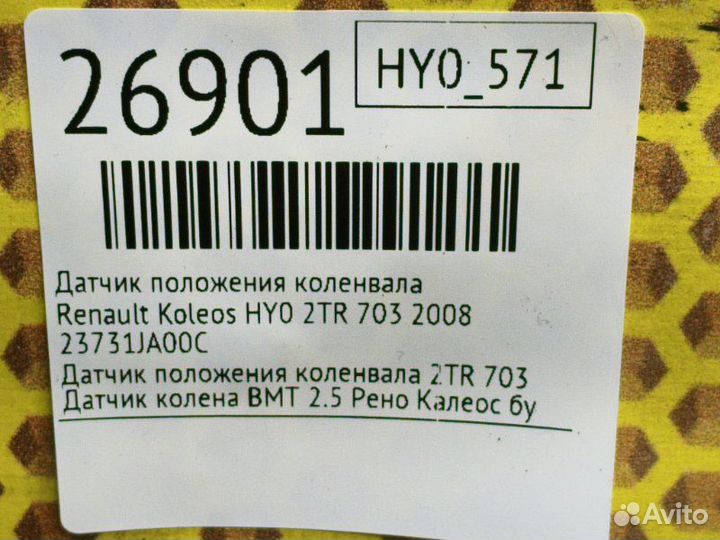 26901
HY0_571
Датчик положения коленвала
Renault Koleos HY0 2TR 703 2008
23731JA00C
Датчик положения коленвала 2TR 703
Датчик колена ВМТ 2.5 Рено Калеос бу
Avito